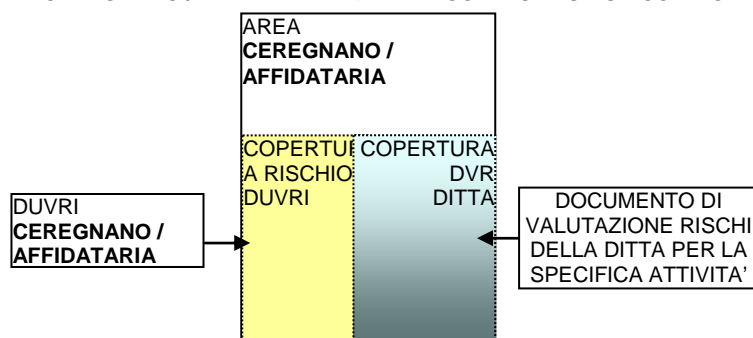 AREA
CEREGNANO /
AFFIDATARIA
COPERTUI
A RISCHIO
DUVRI
COPERTURA
DVR
DITTA
DUVRI
CEREGNANO /
AFFIDATARIA
DOCUMENTO DI
VALUTAZIONE RISCHI
DELLA DITTA PER LA
SPECIFICA ATTIVITA’